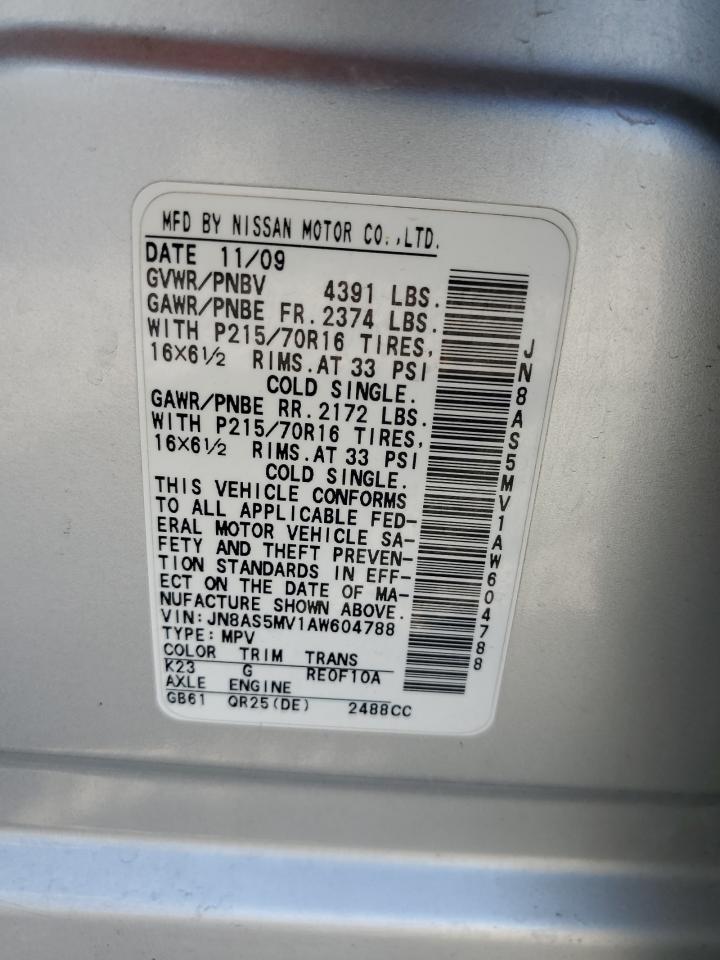 MFD BY NISSAN MOTOR CO.,LTD.
DATE 11/09
GVWR/PNBV 4391 LBS.
GAWR/PNBE FR.2374 LBS.
WITH P215/70R16 TIRES,
16X6½ RIMS.AT 33 PSI
COLD SINGLE.
GAWR/PNBE RR.2172 LBS.
WITH P215/70R16 TIRES,
16X6½ RIMS.AT 33 PSI
COLD SINGLE.
THIS VEHICLE CONFORMS
TO ALL APPLICABLE FED-
ERAL MOTOR VEHICLE SA-
FETY AND THEFT PREVEN-
TION STANDARDS IN EFF-
ECT ON THE DATE OF MA-
NUFACTURE SHOWN ABOVE.
VIN:JN8AS5MV1AW604788
TYPE:MPV
COLOR TRIM TRANS
K23 G RE0F10A
AXLE ENGINE
GB61 QR25(DE) 2488CC
JN8AS5MV1AW604788